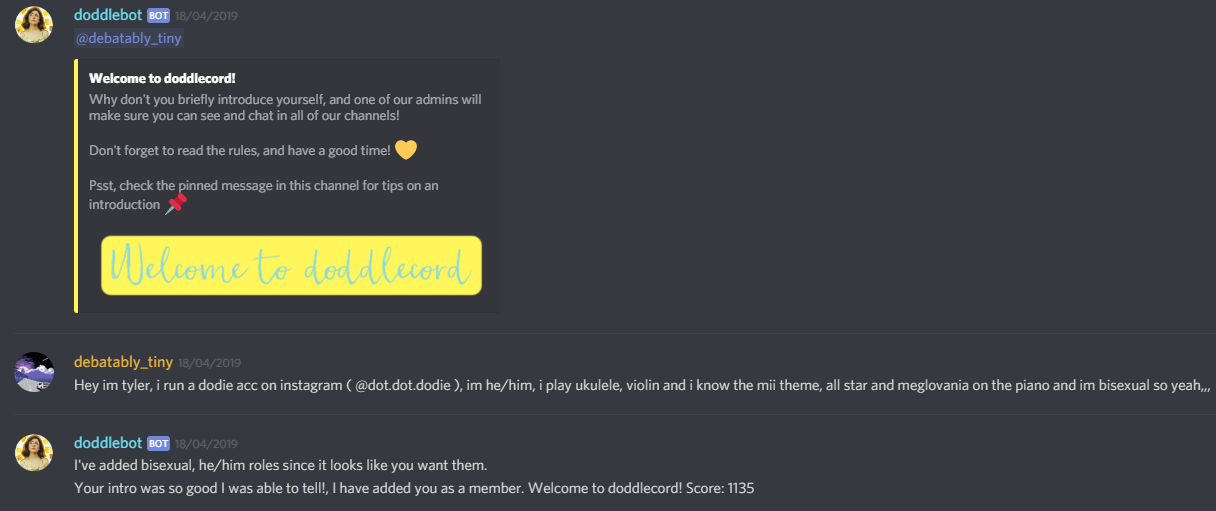 doddlebot BOT 18/04/2019
@debatably_tiny
Welcome to doddlecord!
Why don't you briefly introduce yourself, and one of our admins will
make sure you can see and chat in all of our channels!
Don't forget to read the rules, and have a good time! 💛
Psst, check the pinned message in this channel for tips on an
introduction 📌
Welcome to doddlecord
debatably_tiny 18/04/2019
Hey im tyler, i run a dodie acc on instagram ( @dot.dot.dodie ), im he/him, i play ukulele, violin and i know the mii theme, all star and meglovania on the piano and im bisexual so yeah,,,
doddlebot BOT 18/04/2019
I've added bisexual, he/him roles since it looks like you want them.
Your intro was so good I was able to tell!, I have added you as a member. Welcome to doddlecord! Score: 1135